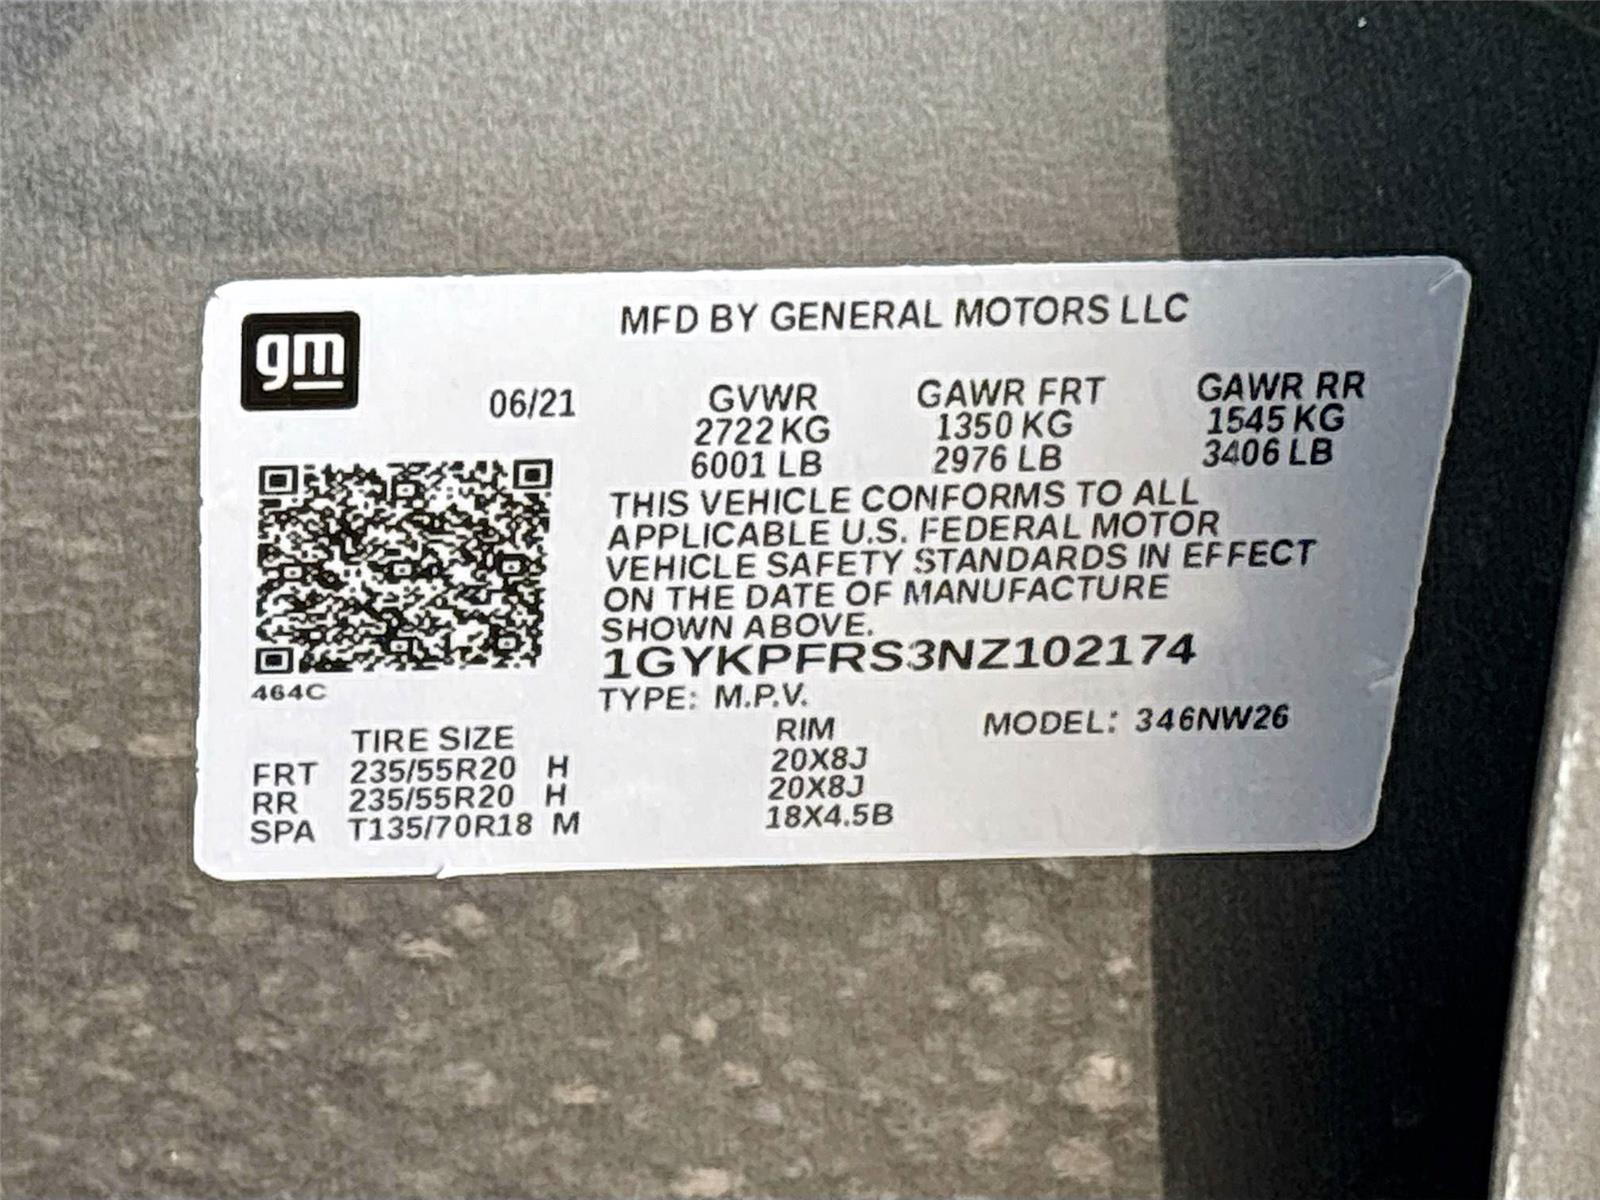 gm
MFD BY GENERAL MOTORS LLC
06/21
GVWR GAWR FRT GAWR RR
2722 KG 1350 KG 1545 KG
6001 LB 2976 LB 3406 LB
THIS VEHICLE CONFORMS TO ALL
APPLICABLE U.S. FEDERAL MOTOR
VEHICLE SAFETY STANDARDS IN EFFECT
ON THE DATE OF MANUFACTURE
SHOWN ABOVE.
1GYKPFRS3NZ102174
464C
TYPE: M.P.V.
TIRE SIZE RIM MODEL: 346NW26
FRT 235/55R20 H 20X8J
RR 235/55R20 H 20X8J
SPA T135/70R18 M 18X4.5B